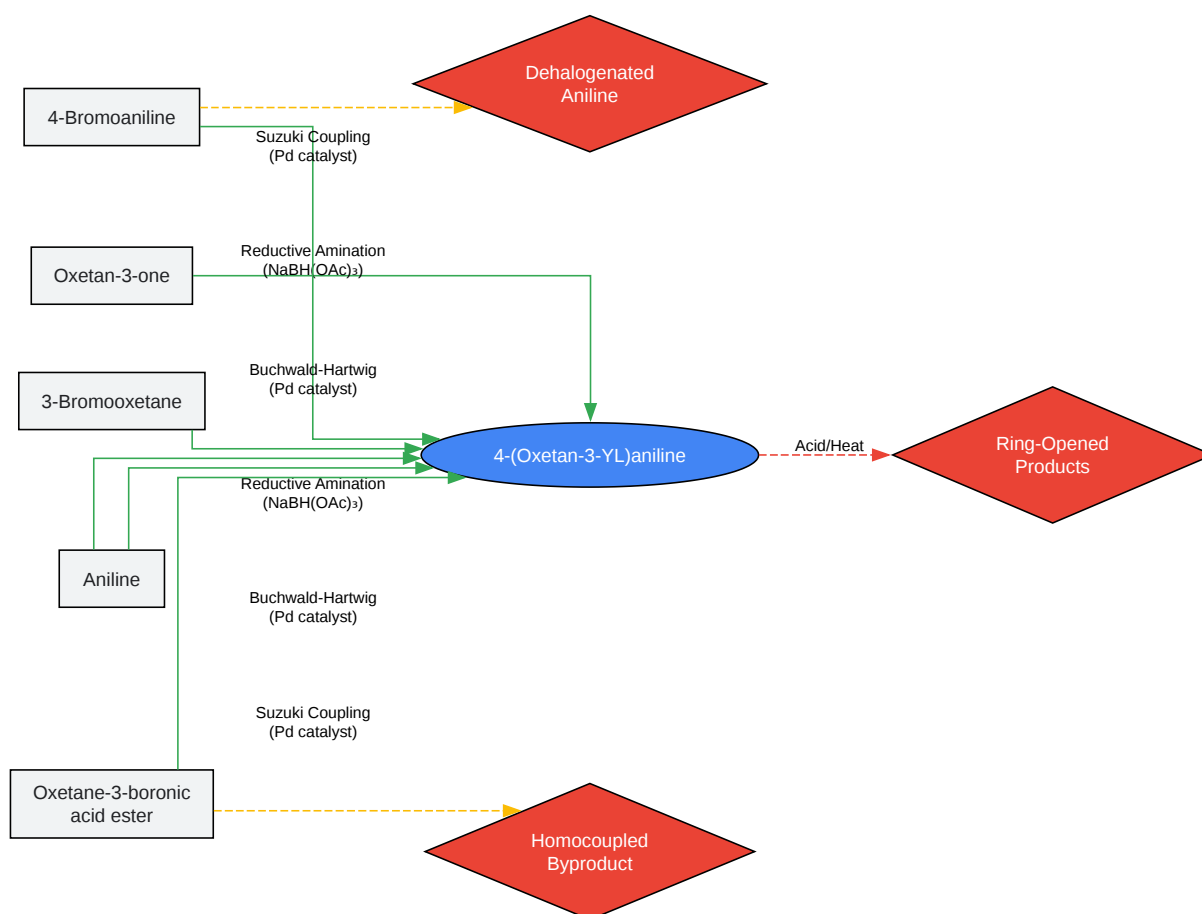 Dehalogenated
Aniline
4-Bromoaniline
Suzuki Coupling
(Pd catalyst)
Reductive Amination
(NaBH(OAc)₃)
Oxetan-3-one
Buchwald-Hartwig
(Pd catalyst)
3-Bromooxetane
4-(Oxetan-3-YL)aniline
Acid/Heat
Ring-Opened
Products
Reductive Amination
(NaBH(OAc)₃)
Aniline
Buchwald-Hartwig
(Pd catalyst)
Suzuki Coupling
(Pd catalyst)
Oxetane-3-boronic
acid ester
Homocoupled
Byproduct